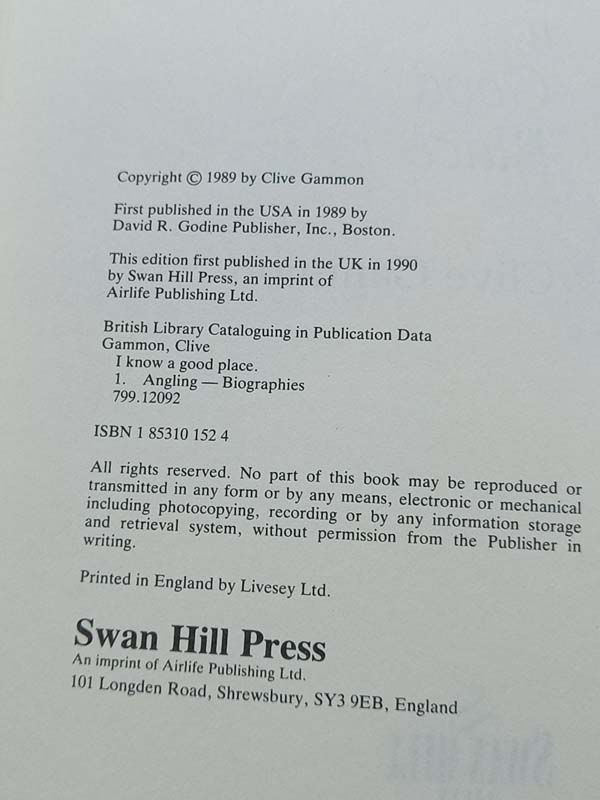 Copyright © 1989 by Clive Gammon
First published in the USA in 1989 by
David R. Godine Publisher, Inc., Boston.
This edition first published in the UK in 1990
by Swan Hill Press, an imprint of
Airlife Publishing Ltd.
British Library Cataloguing in Publication Data
Gammon, Clive
I know a good place.
1. Angling — Biographies
799.12092
ISBN 1 85310 152 4
All rights reserved. No part of this book may be reproduced or
transmitted in any form or by any means, electronic or mechanical
including photocopying, recording or by any information storage
and retrieval system, without permission from the Publisher in
writing.
Printed in England by Livesey Ltd.
Swan Hill Press
An imprint of Airlife Publishing Ltd.
101 Longden Road, Shrewsbury, SY3 9EB, England